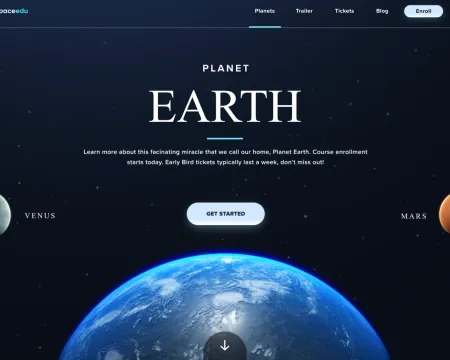 paceedu
Planets
Trailer
Tickets
Blog
Enroll
PLANET
EARTH
Learn more about this facinating miracle that we call our home, Planet Earth. Course enrollment
starts today. Early Bird tickets typically last a week, don't miss out!
VENUS
GET STARTED
MARS